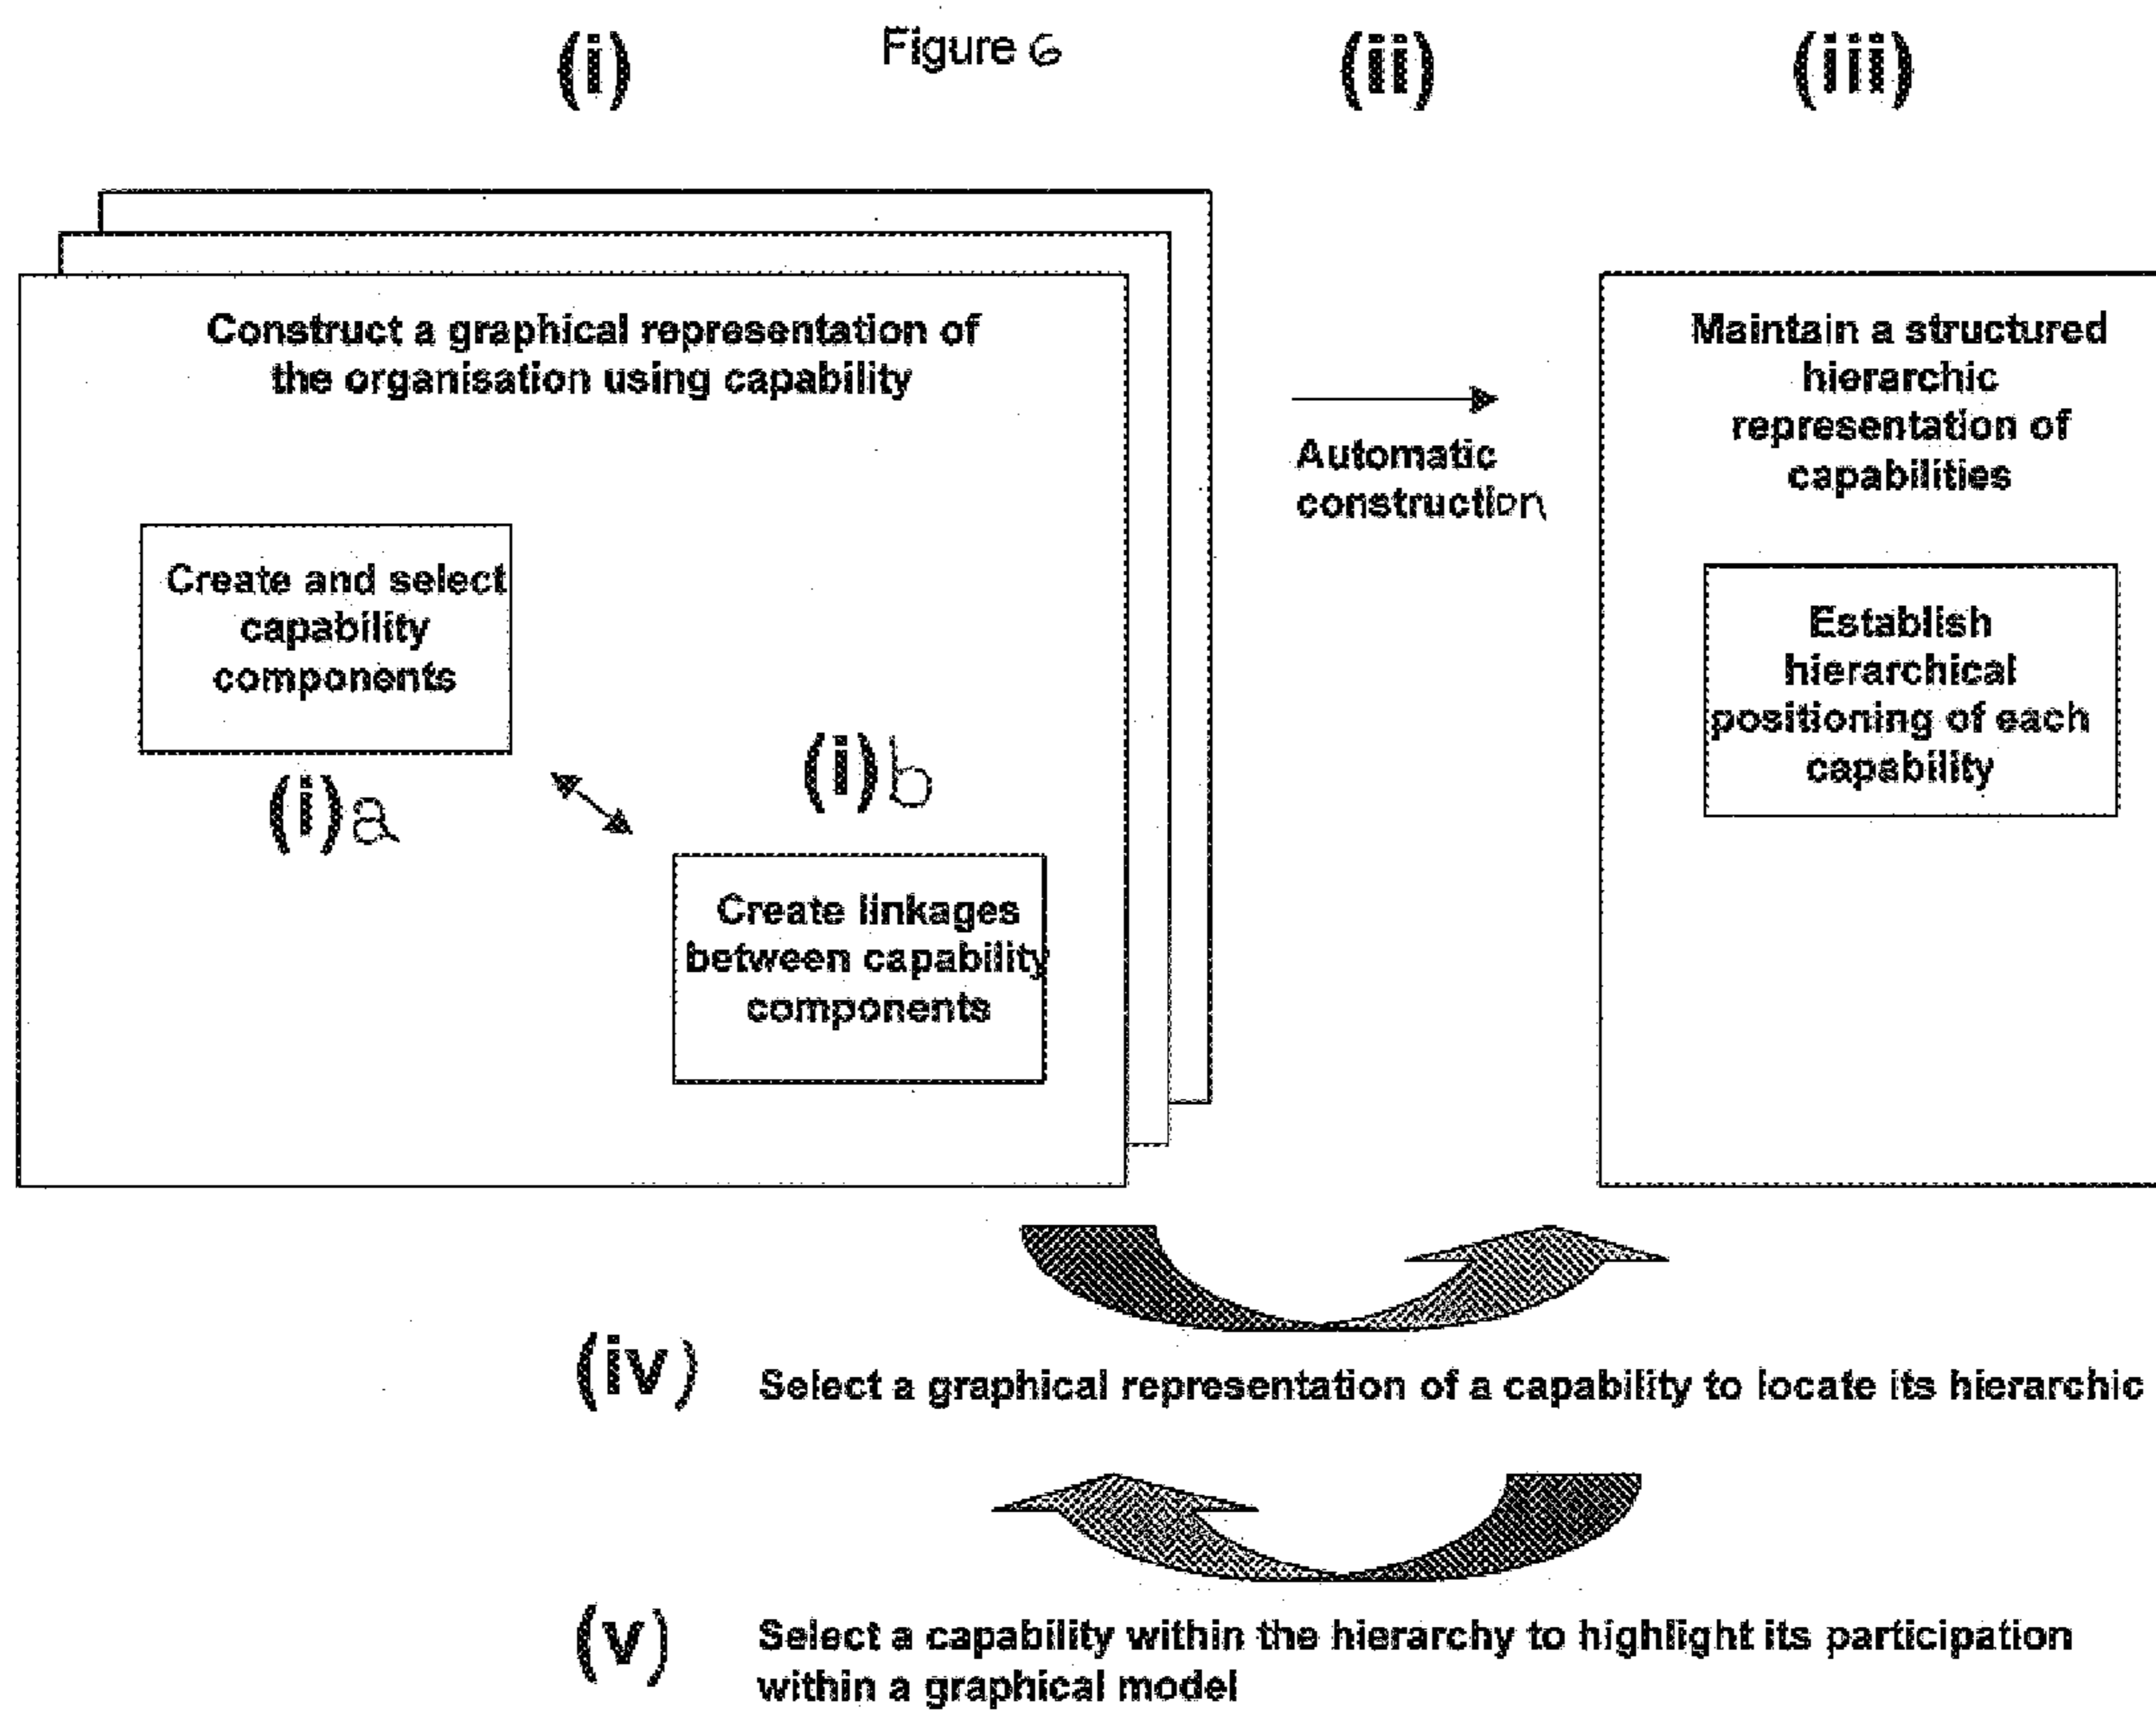 (i) Figure 6 (ii) (iii)
Construct a graphical representation of
the organisation using capability
Create and select
capability
components
(i)a
(i)b
Create linkages
between capability
components
Automatic
construction
Maintain a structured
hierarchic
representation of
capabilities
Establish
hierarchical
positioning of each
capability
(iv) Select a graphical representation of a capability to locate its hierarchic
(v) Select a capability within the hierarchy to highlight its participation
within a graphical model